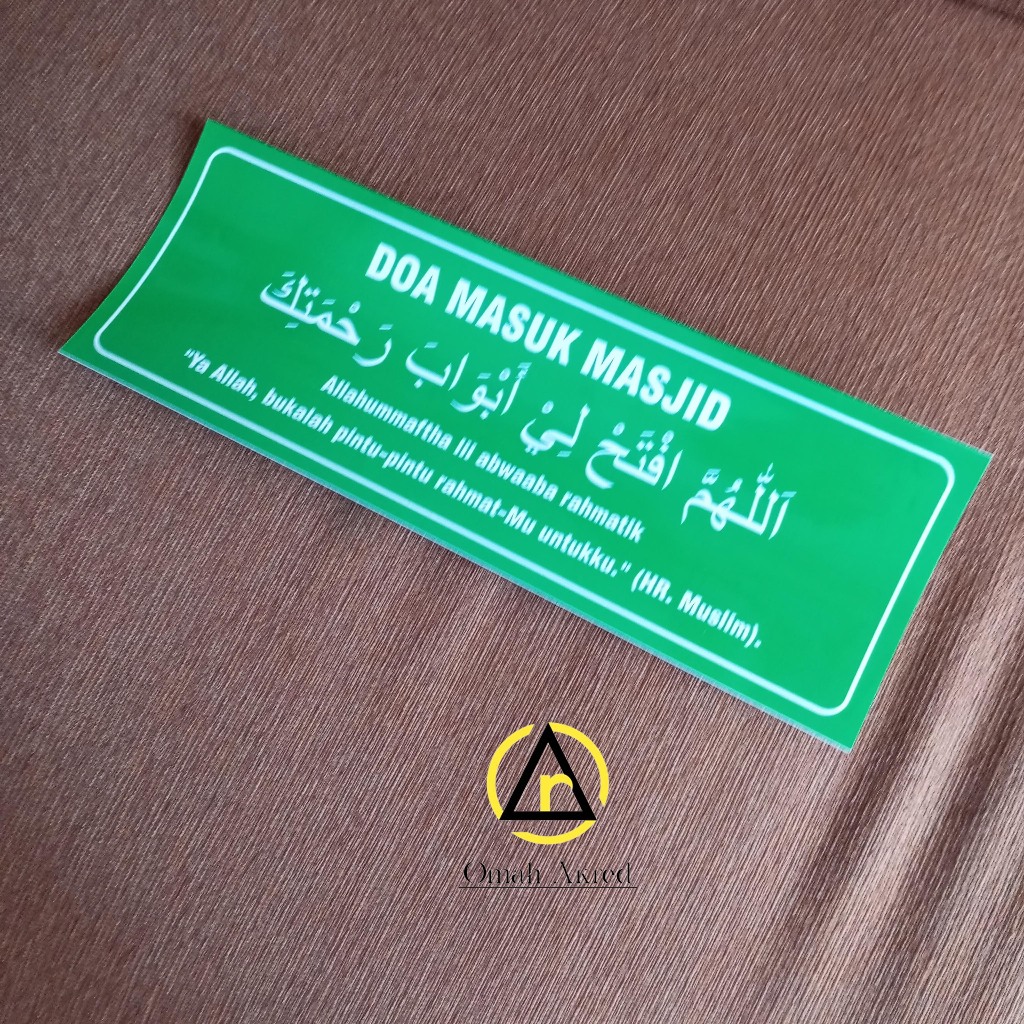 DOA MASUK MASJID
اَللّٰهُمَّ افْتَحْ لِيْ أَبْوَابَ رَحْمَتِكَ
Allahummaftha lii abwaaba rahmatik
"Ya Allah, bukalah pintu-pintu rahmat-Mu untukku." (HR. Muslim).
Omah